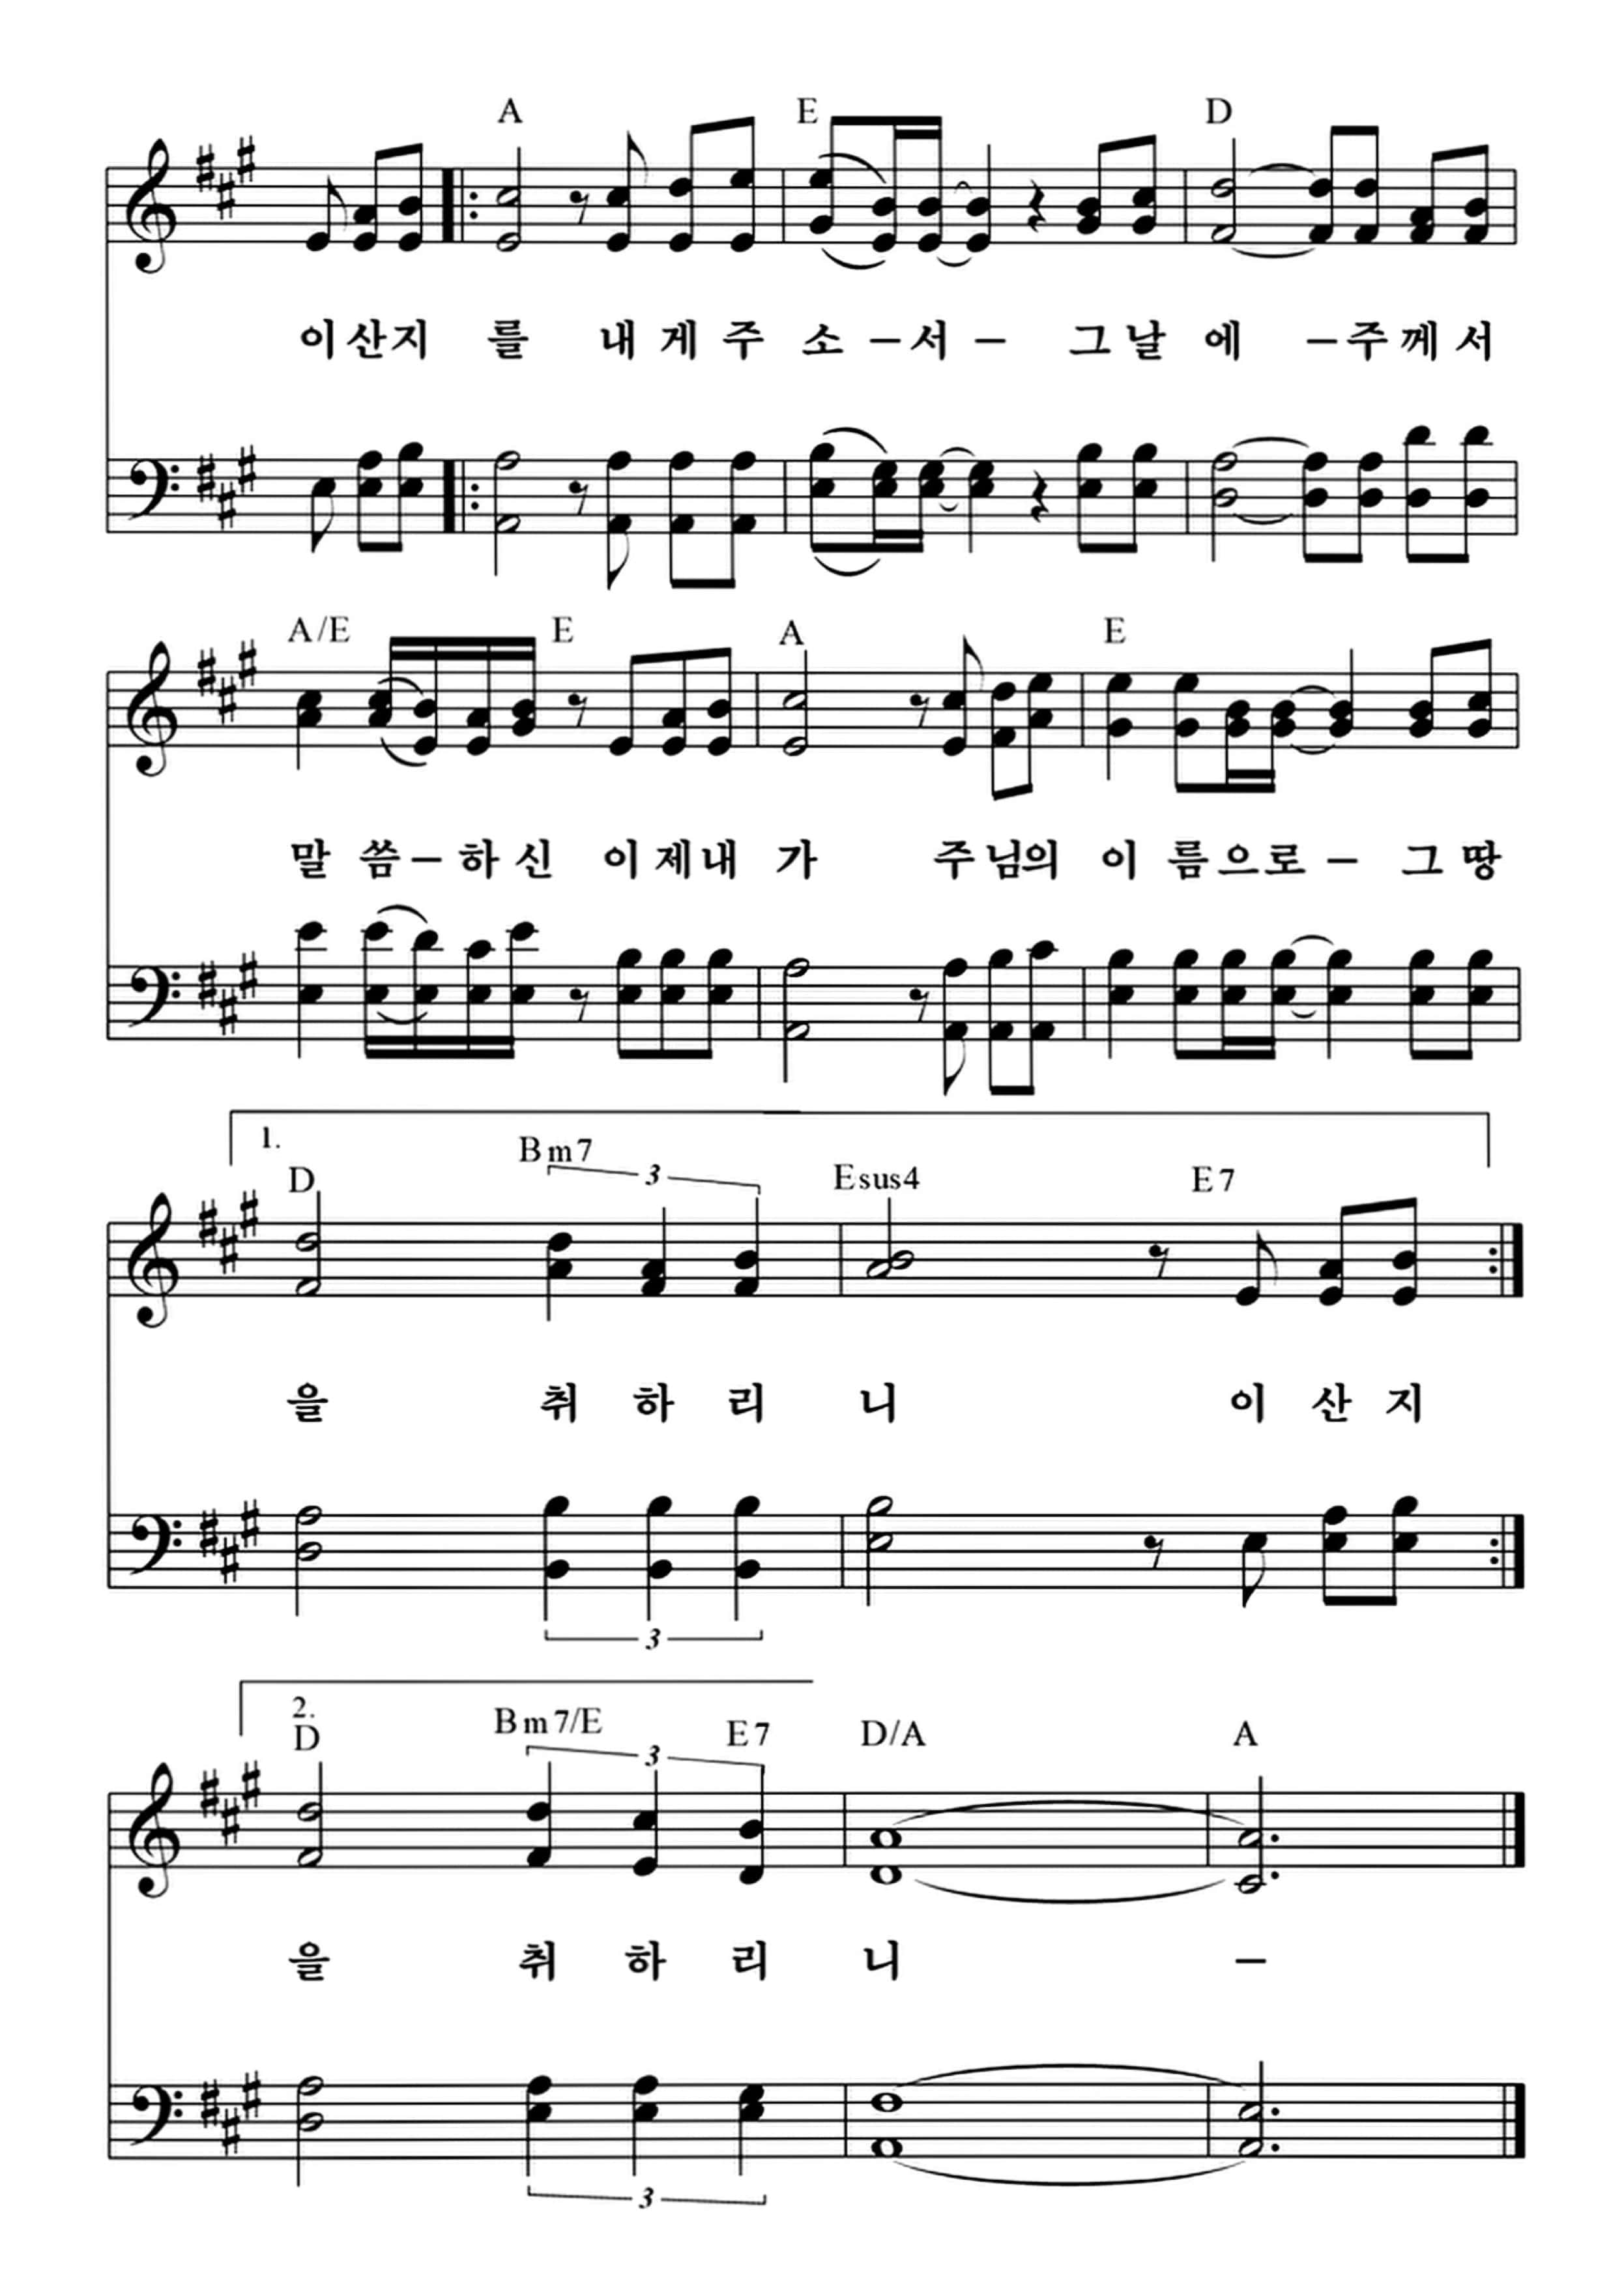 A E D
이산지 를 내 게 주 소 – 서 – 그 날 에 – 주 께 서
A/E E A E
말 씀 – 하 신 이 제 내 가 주 님의 이 름 으로 – 그 땅
1.
D Bm7 3 Esus4 E7
을 취 하 리 니 이 산 지
3
2.
D Bm7/E 3 E7 D/A A
을 취 하 리 니 –
3